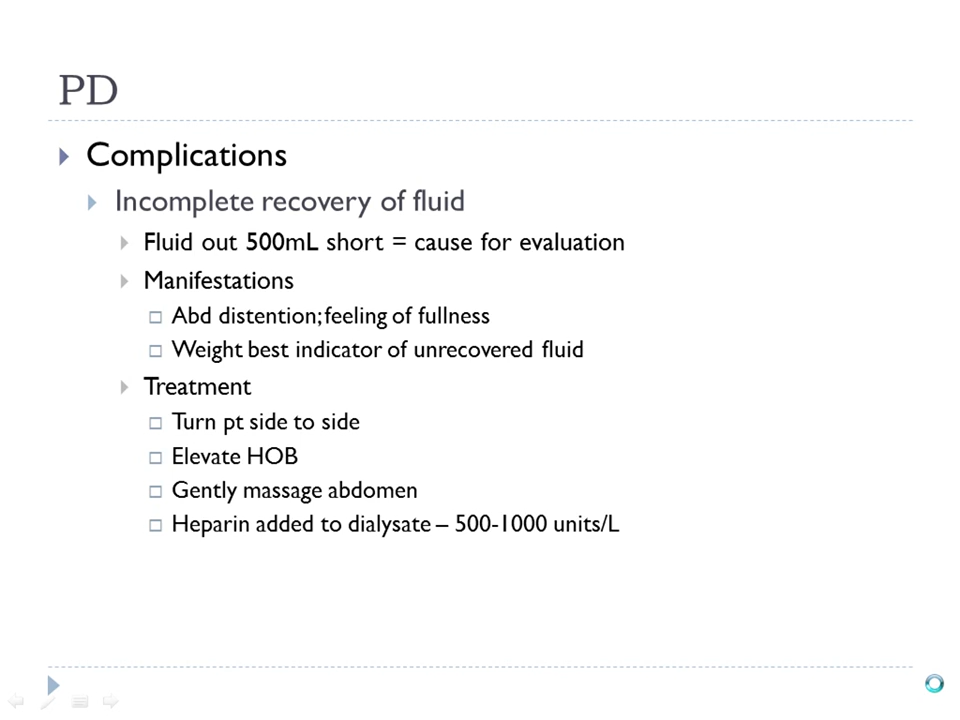 PD
Complications
Incomplete recovery of fluid
Fluid out 500mL short = cause for evaluation
Manifestations
Abd distention; feeling of fullness
Weight best indicator of unrecovered fluid
Treatment
Turn pt side to side
Elevate HOB
Gently massage abdomen
Heparin added to dialysate – 500-1000 units/L